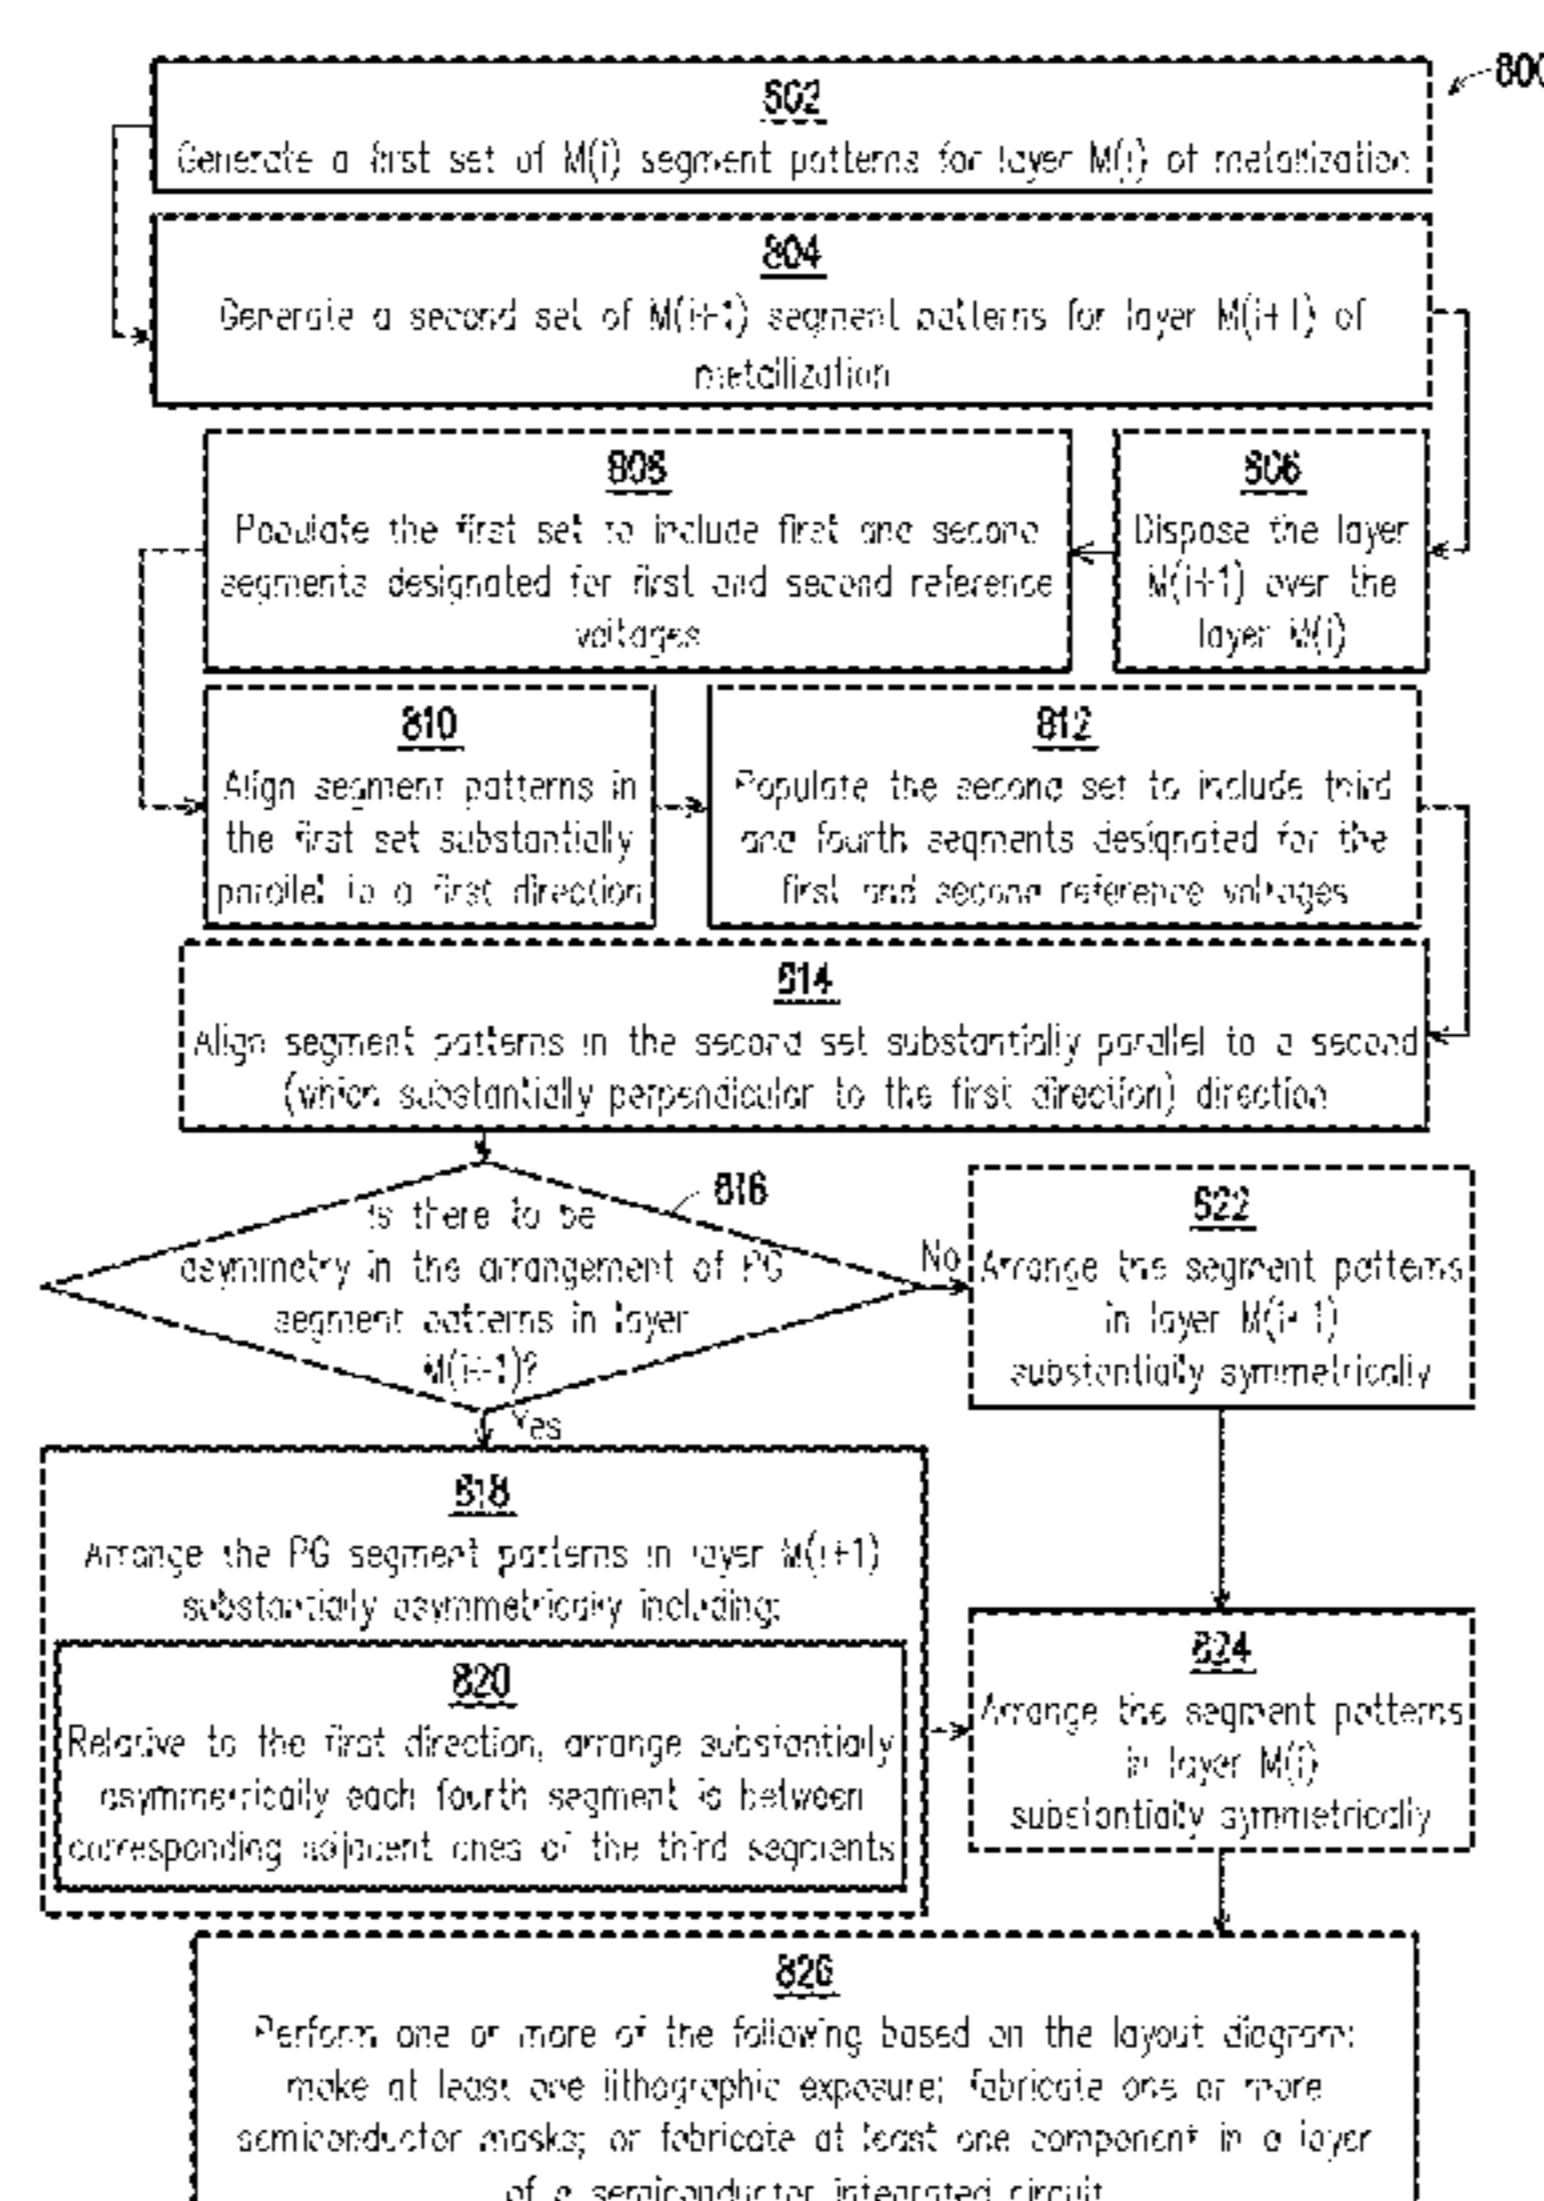 800
802
Generate a first set of M(i) segment patterns for layer M(i) of metallization
804
Generate a second set of M(i+1) segment patterns for layer M(i+1) of
metallization
808
Populate the first set to include first and second
segments designated for first and second reference
voltages
806
Dispose the layer
M(i+1) over the
layer M(i)
810
Align segment patterns in
the first set substantially
parallel to a first direction
812
Populate the second set to include third
and fourth segments designated for the
first and second reference voltages
814
Align segment patterns in the second set substantially parallel to a second
(which substantially perpendicular to the first direction) direction
816
Is there to be
asymmetry in the arrangement of PG
segment patterns in layer
M(i+1)?
No
Yes
822
Arrange the segment patterns
in layer M(i+1)
substantially symmetrically
818
Arrange the PG segment patterns in layer M(i+1)
substantially asymmetrically including:
820
Relative to the first direction, arrange substantially
asymmetrically each fourth segment is between
corresponding adjacent ones of the third segments
824
Arrange the segment patterns
in layer M(i)
substantially symmetrically
826
Perform one or more of the following based on the layout diagram:
make at least one lithographic exposure; fabricate one or more
semiconductor masks; or fabricate at least one component in a layer
of a semiconductor integrated circuit